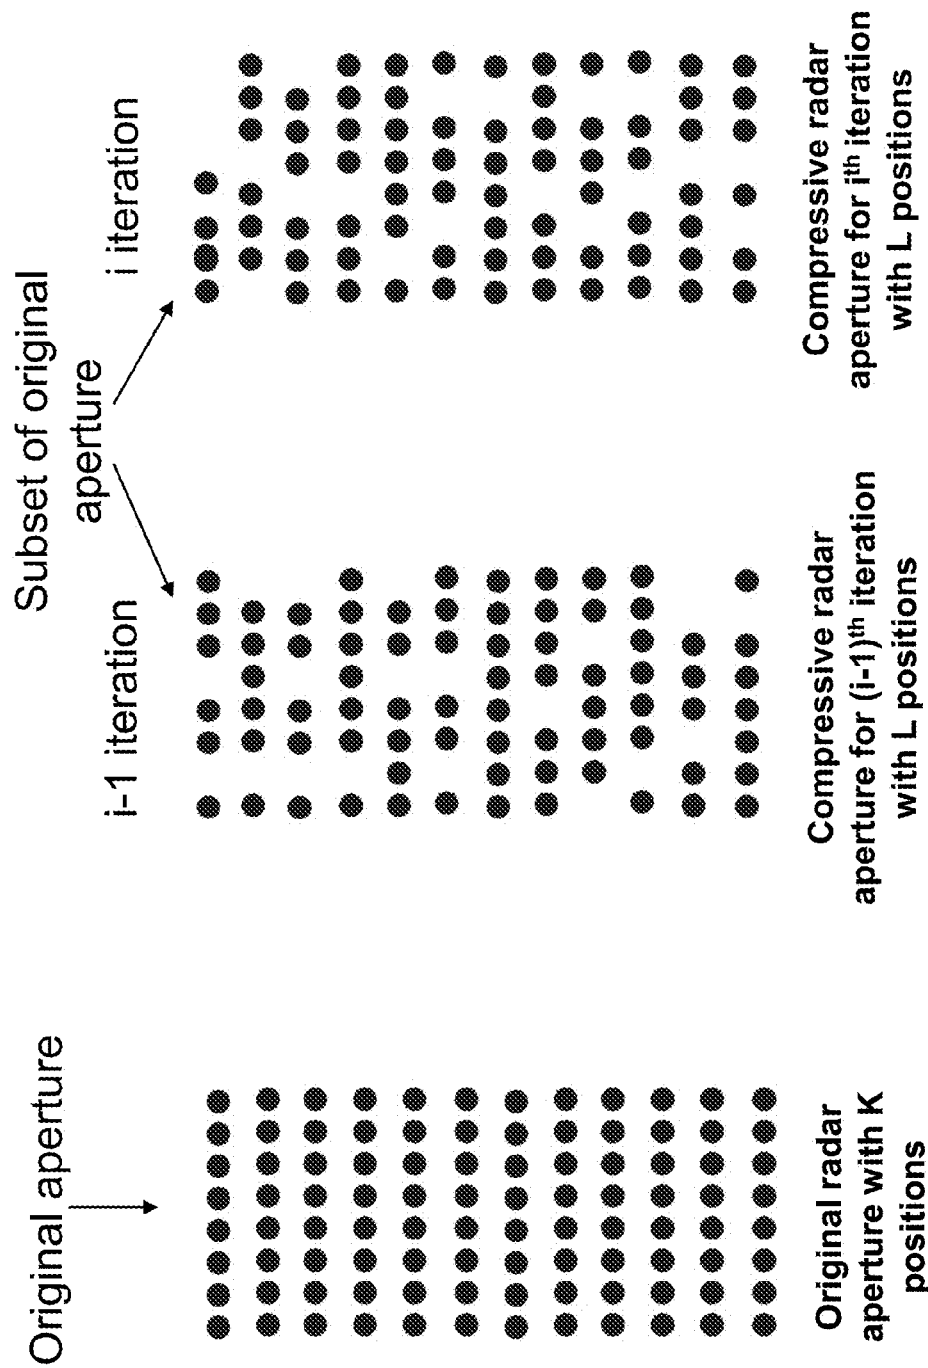 Original aperture
Subset of original
aperture
i-1 iteration
i iteration
Original radar
aperture with K
positions
Compressive radar
aperture for (i-1)th iteration
with L positions
Compressive radar
aperture for ith iteration
with L positions